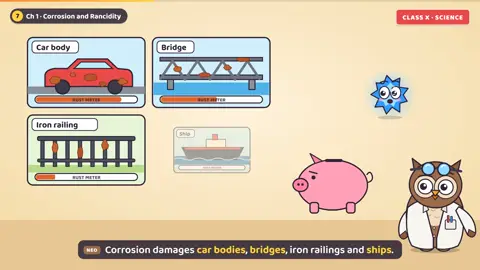 7 Ch 1 · Corrosion and Rancidity
CLASS X · SCIENCE
Car body
RUST METER
Bridge
RUST METER
Iron railing
RUST METER
Ship
NEO Corrosion damages car bodies, bridges, iron railings and ships.